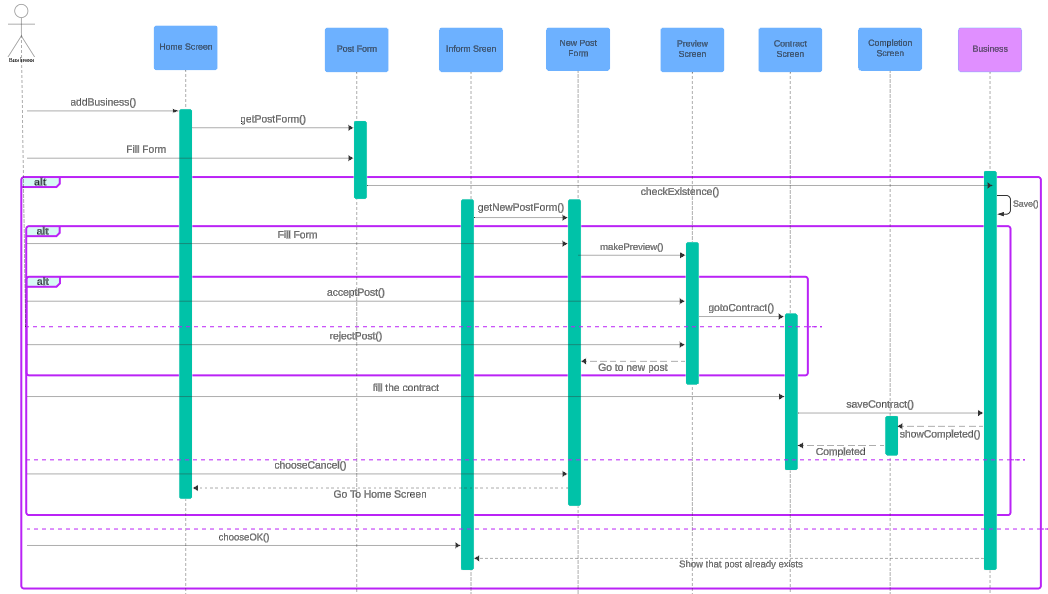 Business
Home Screen
Post Form
Inform Sreen
New Post
Form
Preview
Screen
Contract
Screen
Completion
Screen
Business
addBusiness()
getPostForm()
Fill Form
alt
checkExistence()
Save()
getNewPostForm()
alt
Fill Form
makePreview()
alt
acceptPost()
gotoContract()
rejectPost()
Go to new post
fill the contract
saveContract()
showCompleted()
Completed
chooseCancel()
Go To Home Screen
chooseOK()
Show that post already exists